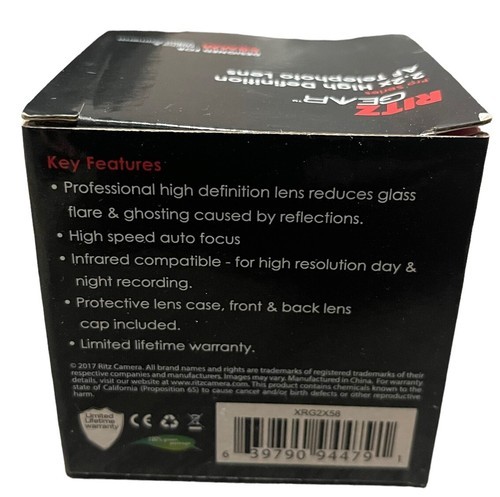 RITZ
GEAR™
Pro Series
2.2x High Definition
AF Telephoto Lens
Key Features
• Professional high definition lens reduces glass
flare & ghosting caused by reflections.
• High speed auto focus
• Infrared compatible - for high resolution day &
night recording.
• Protective lens case, front & back lens
cap included.
• Limited lifetime warranty.
© 2017 Ritz Camera. All brand names and rights are trademarks of registered trademarks of their
respective companies and manufacturers. Images may vary. Manufactured in China. For warranty
details, visit our website at www.ritzcamera.com. This product contains chemicals known to the
state of California (Proposition 65) to cause cancer and/or birth defects or other reproductive
harm.
Limited
Lifetime
warranty
CE
XRG2X58
6 39790 94479 1